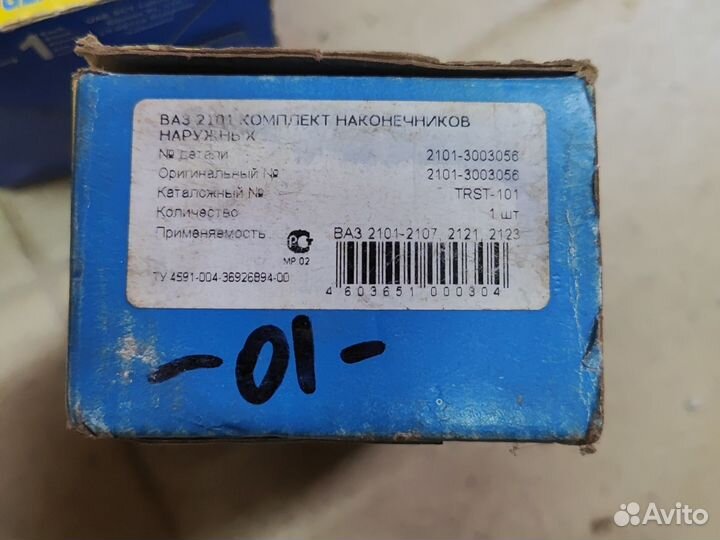 1
ВАЗ 2101 КОМПЛЕКТ НАКОНЕЧНИКОВ
НАРУЖНЫХ
№ детали 2101-3003056
Оригинальный № 2101-3003056
Каталожный № TRST-101
Количество 1 шт
Применяемость ВАЗ 2101-2107, 2121, 2123
РС
МР 02
ТУ 4591-004-36926894-00
4 603651 000304
-01-
Avito